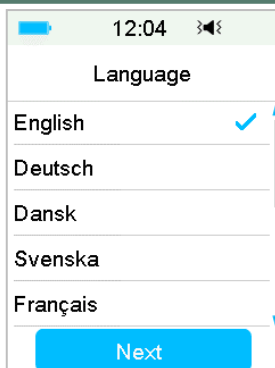 12:04
Language
English
Deutsch
Dansk
Svenska
Français
Next